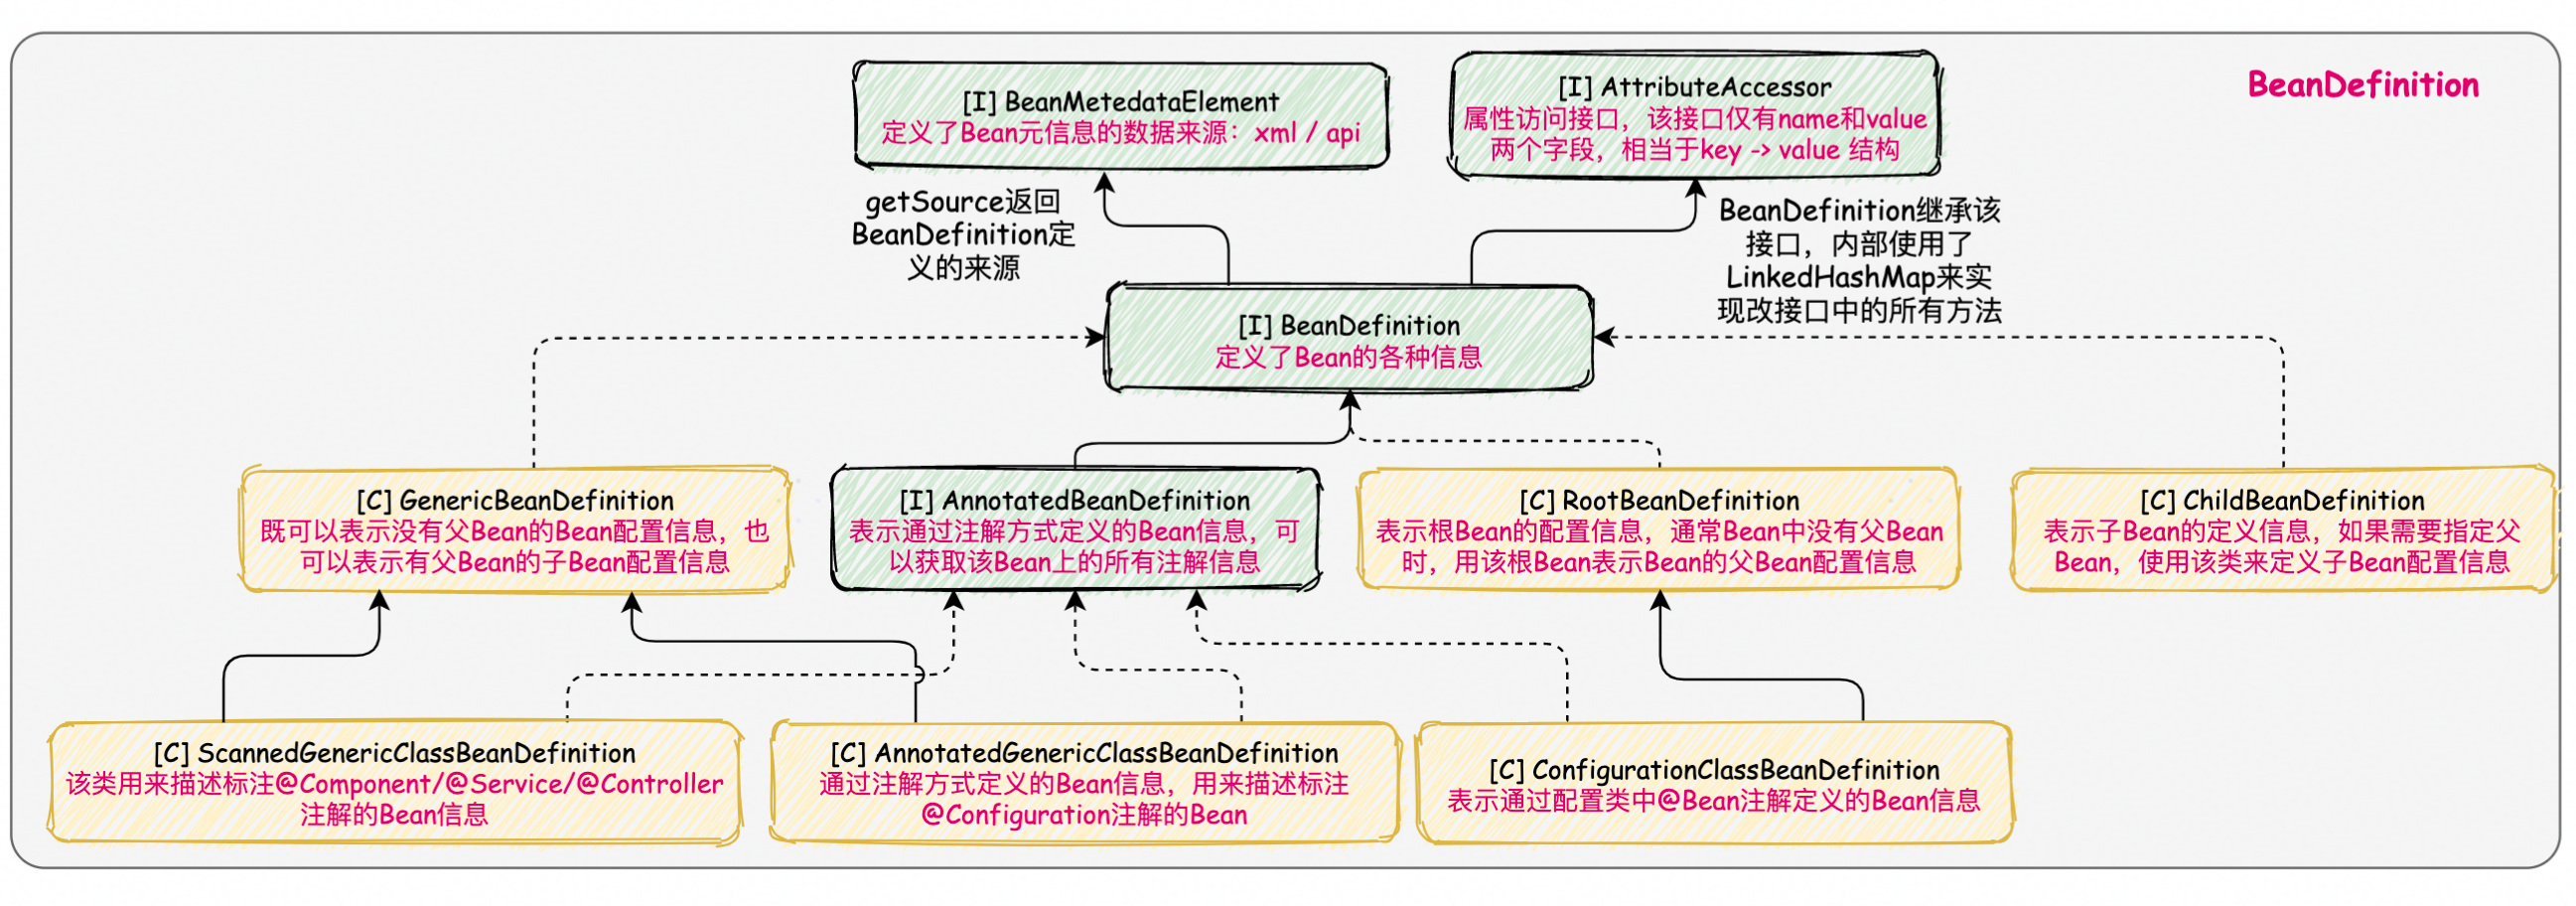 BeanDefinition
[I] BeanMetedataElement
定义了Bean元信息的数据来源：xml / api
[I] AttributeAccessor
属性访问接口，该接口仅有name和value
两个字段，相当于key -> value 结构
getSource返回
BeanDefinition定
义的来源
BeanDefinition继承该
接口，内部使用了
LinkedHashMap来实
现改接口中的所有方法
[I] BeanDefinition
定义了Bean的各种信息
[C] GenericBeanDefinition
既可以表示没有父Bean的Bean配置信息，也
可以表示有父Bean的子Bean配置信息
[I] AnnotatedBeanDefinition
表示通过注解方式定义的Bean信息，可
以获取该Bean上的所有注解信息
[C] RootBeanDefinition
表示根Bean的配置信息，通常Bean中没有父Bean
时，用该根Bean表示Bean的父Bean配置信息
[C] ChildBeanDefinition
表示子Bean的定义信息，如果需要指定父
Bean，使用该类来定义子Bean配置信息
[C] ScannedGenericClassBeanDefinition
该类用来描述标注@Component/@Service/@Controller
注解的Bean信息
[C] AnnotatedGenericClassBeanDefinition
通过注解方式定义的Bean信息，用来描述标注
@Configuration注解的Bean
[C] ConfigurationClassBeanDefinition
表示通过配置类中@Bean注解定义的Bean信息